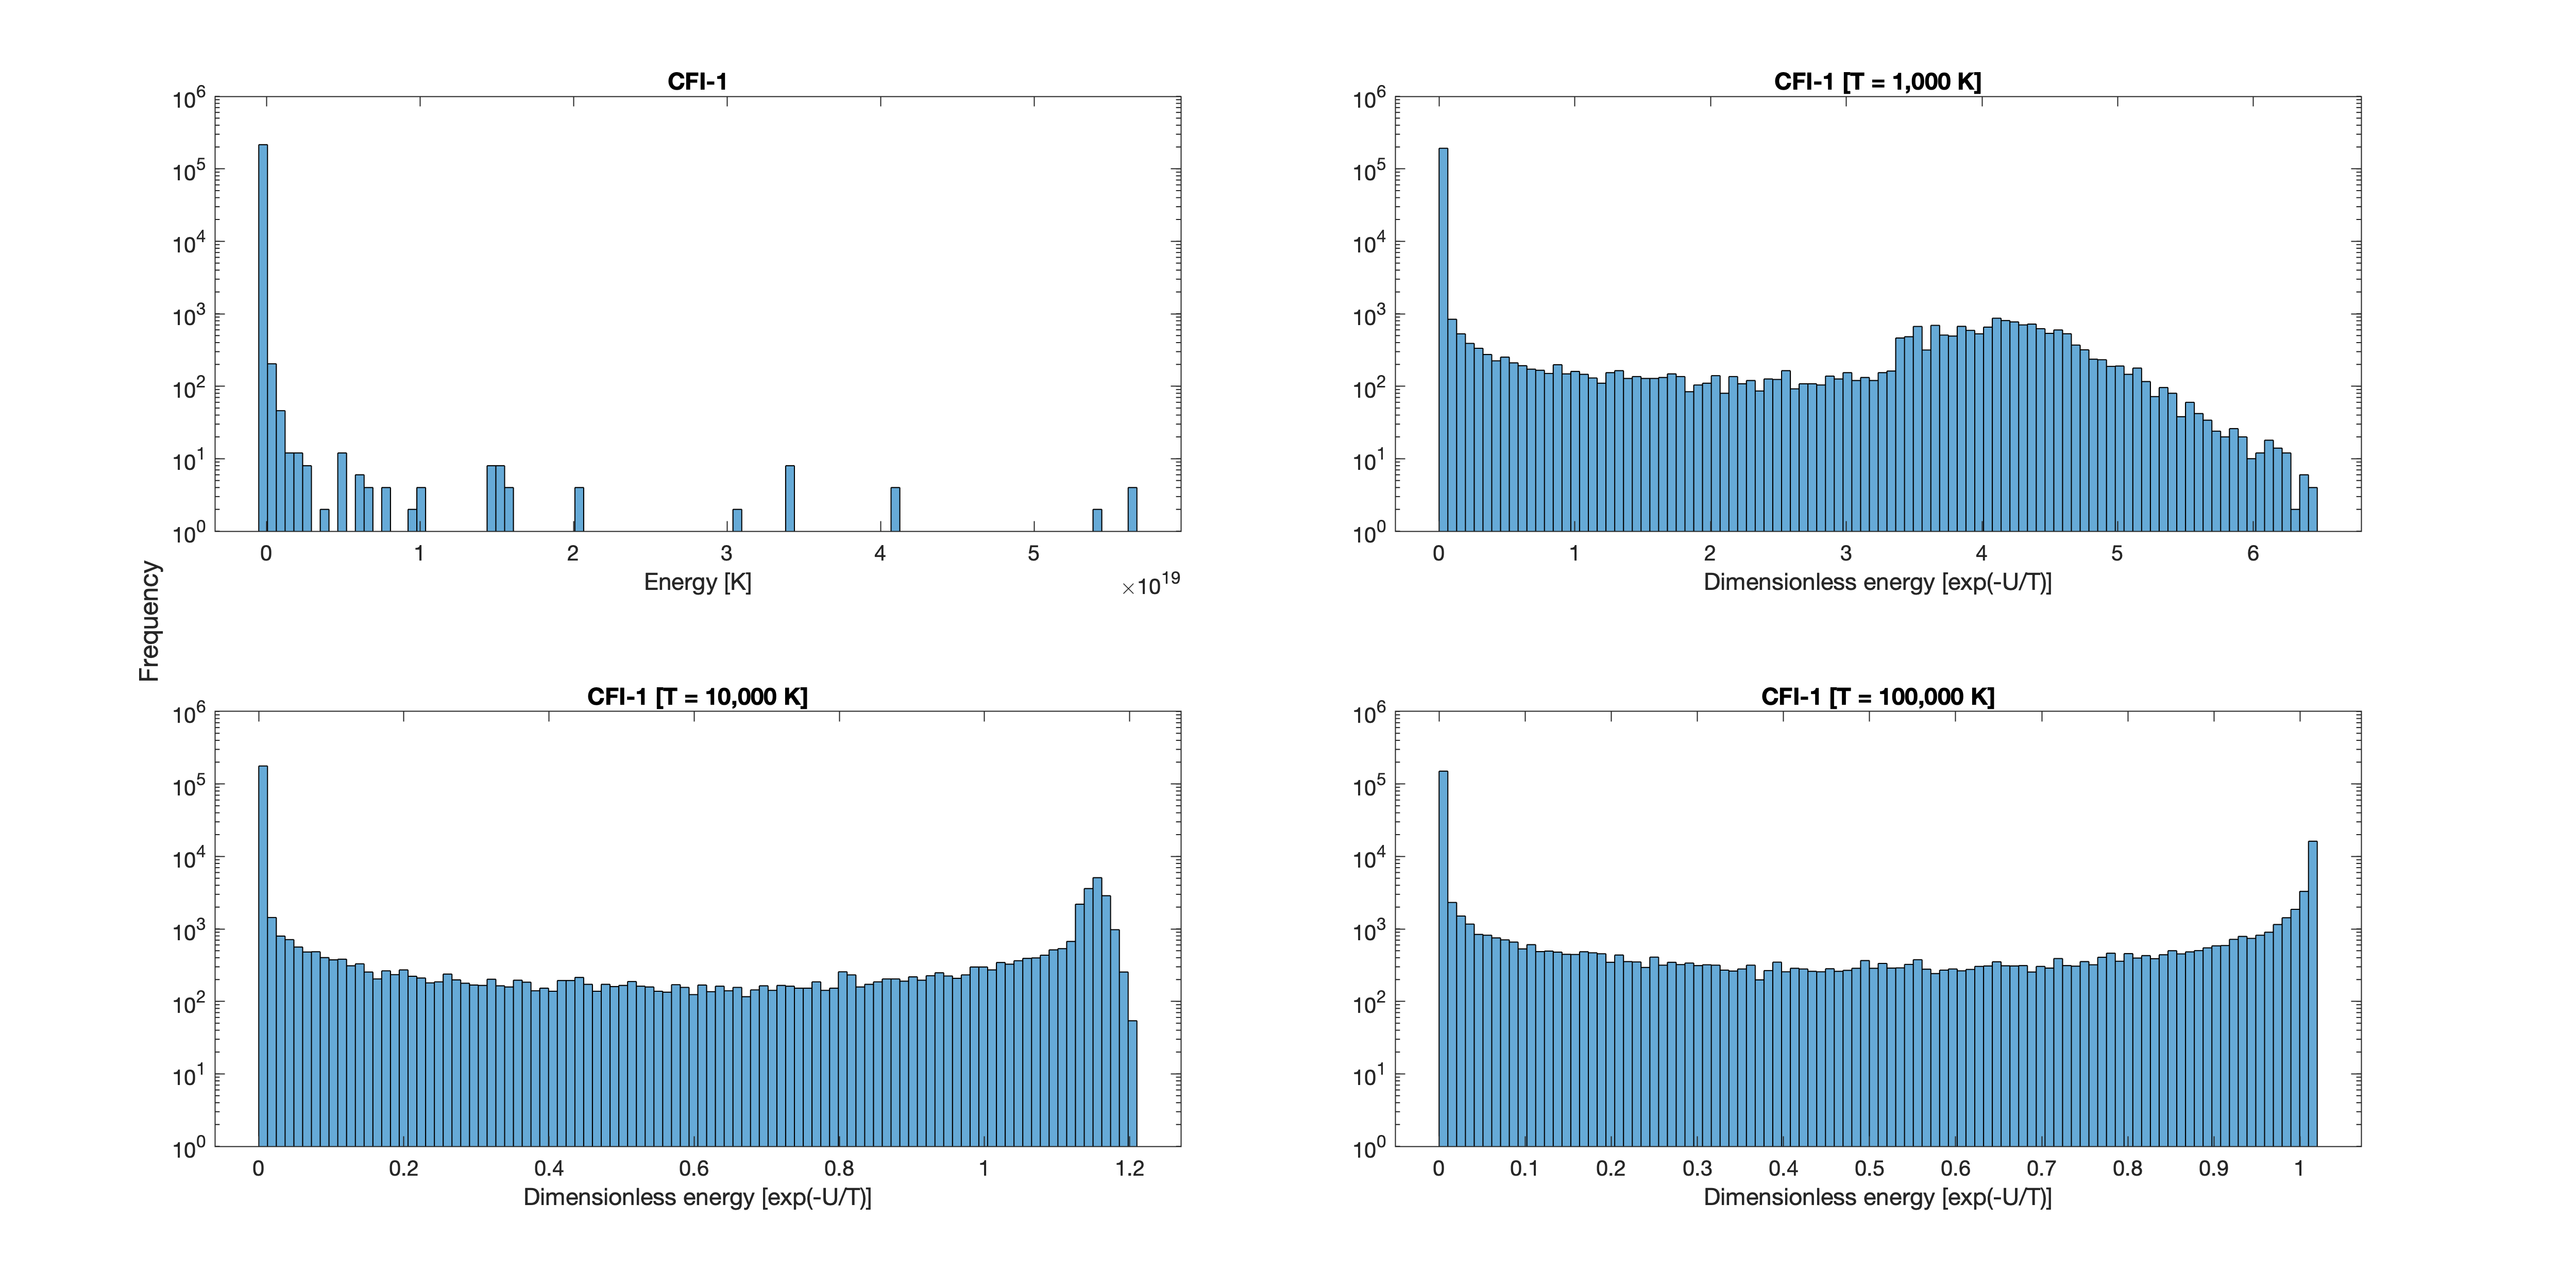 CFI-1
10^6
10^5
10^4
10^3
10^2
10^1
10^0
0 1 2 3 4 5
Energy [K]
×10^19
CFI-1 [T = 1,000 K]
10^6
10^5
10^4
10^3
10^2
10^1
10^0
0 1 2 3 4 5 6
Dimensionless energy [exp(-U/T)]
Frequency
CFI-1 [T = 10,000 K]
10^6
10^5
10^4
10^3
10^2
10^1
10^0
0 0.2 0.4 0.6 0.8 1 1.2
Dimensionless energy [exp(-U/T)]
CFI-1 [T = 100,000 K]
10^6
10^5
10^4
10^3
10^2
10^1
10^0
0 0.1 0.2 0.3 0.4 0.5 0.6 0.7 0.8 0.9 1
Dimensionless energy [exp(-U/T)]